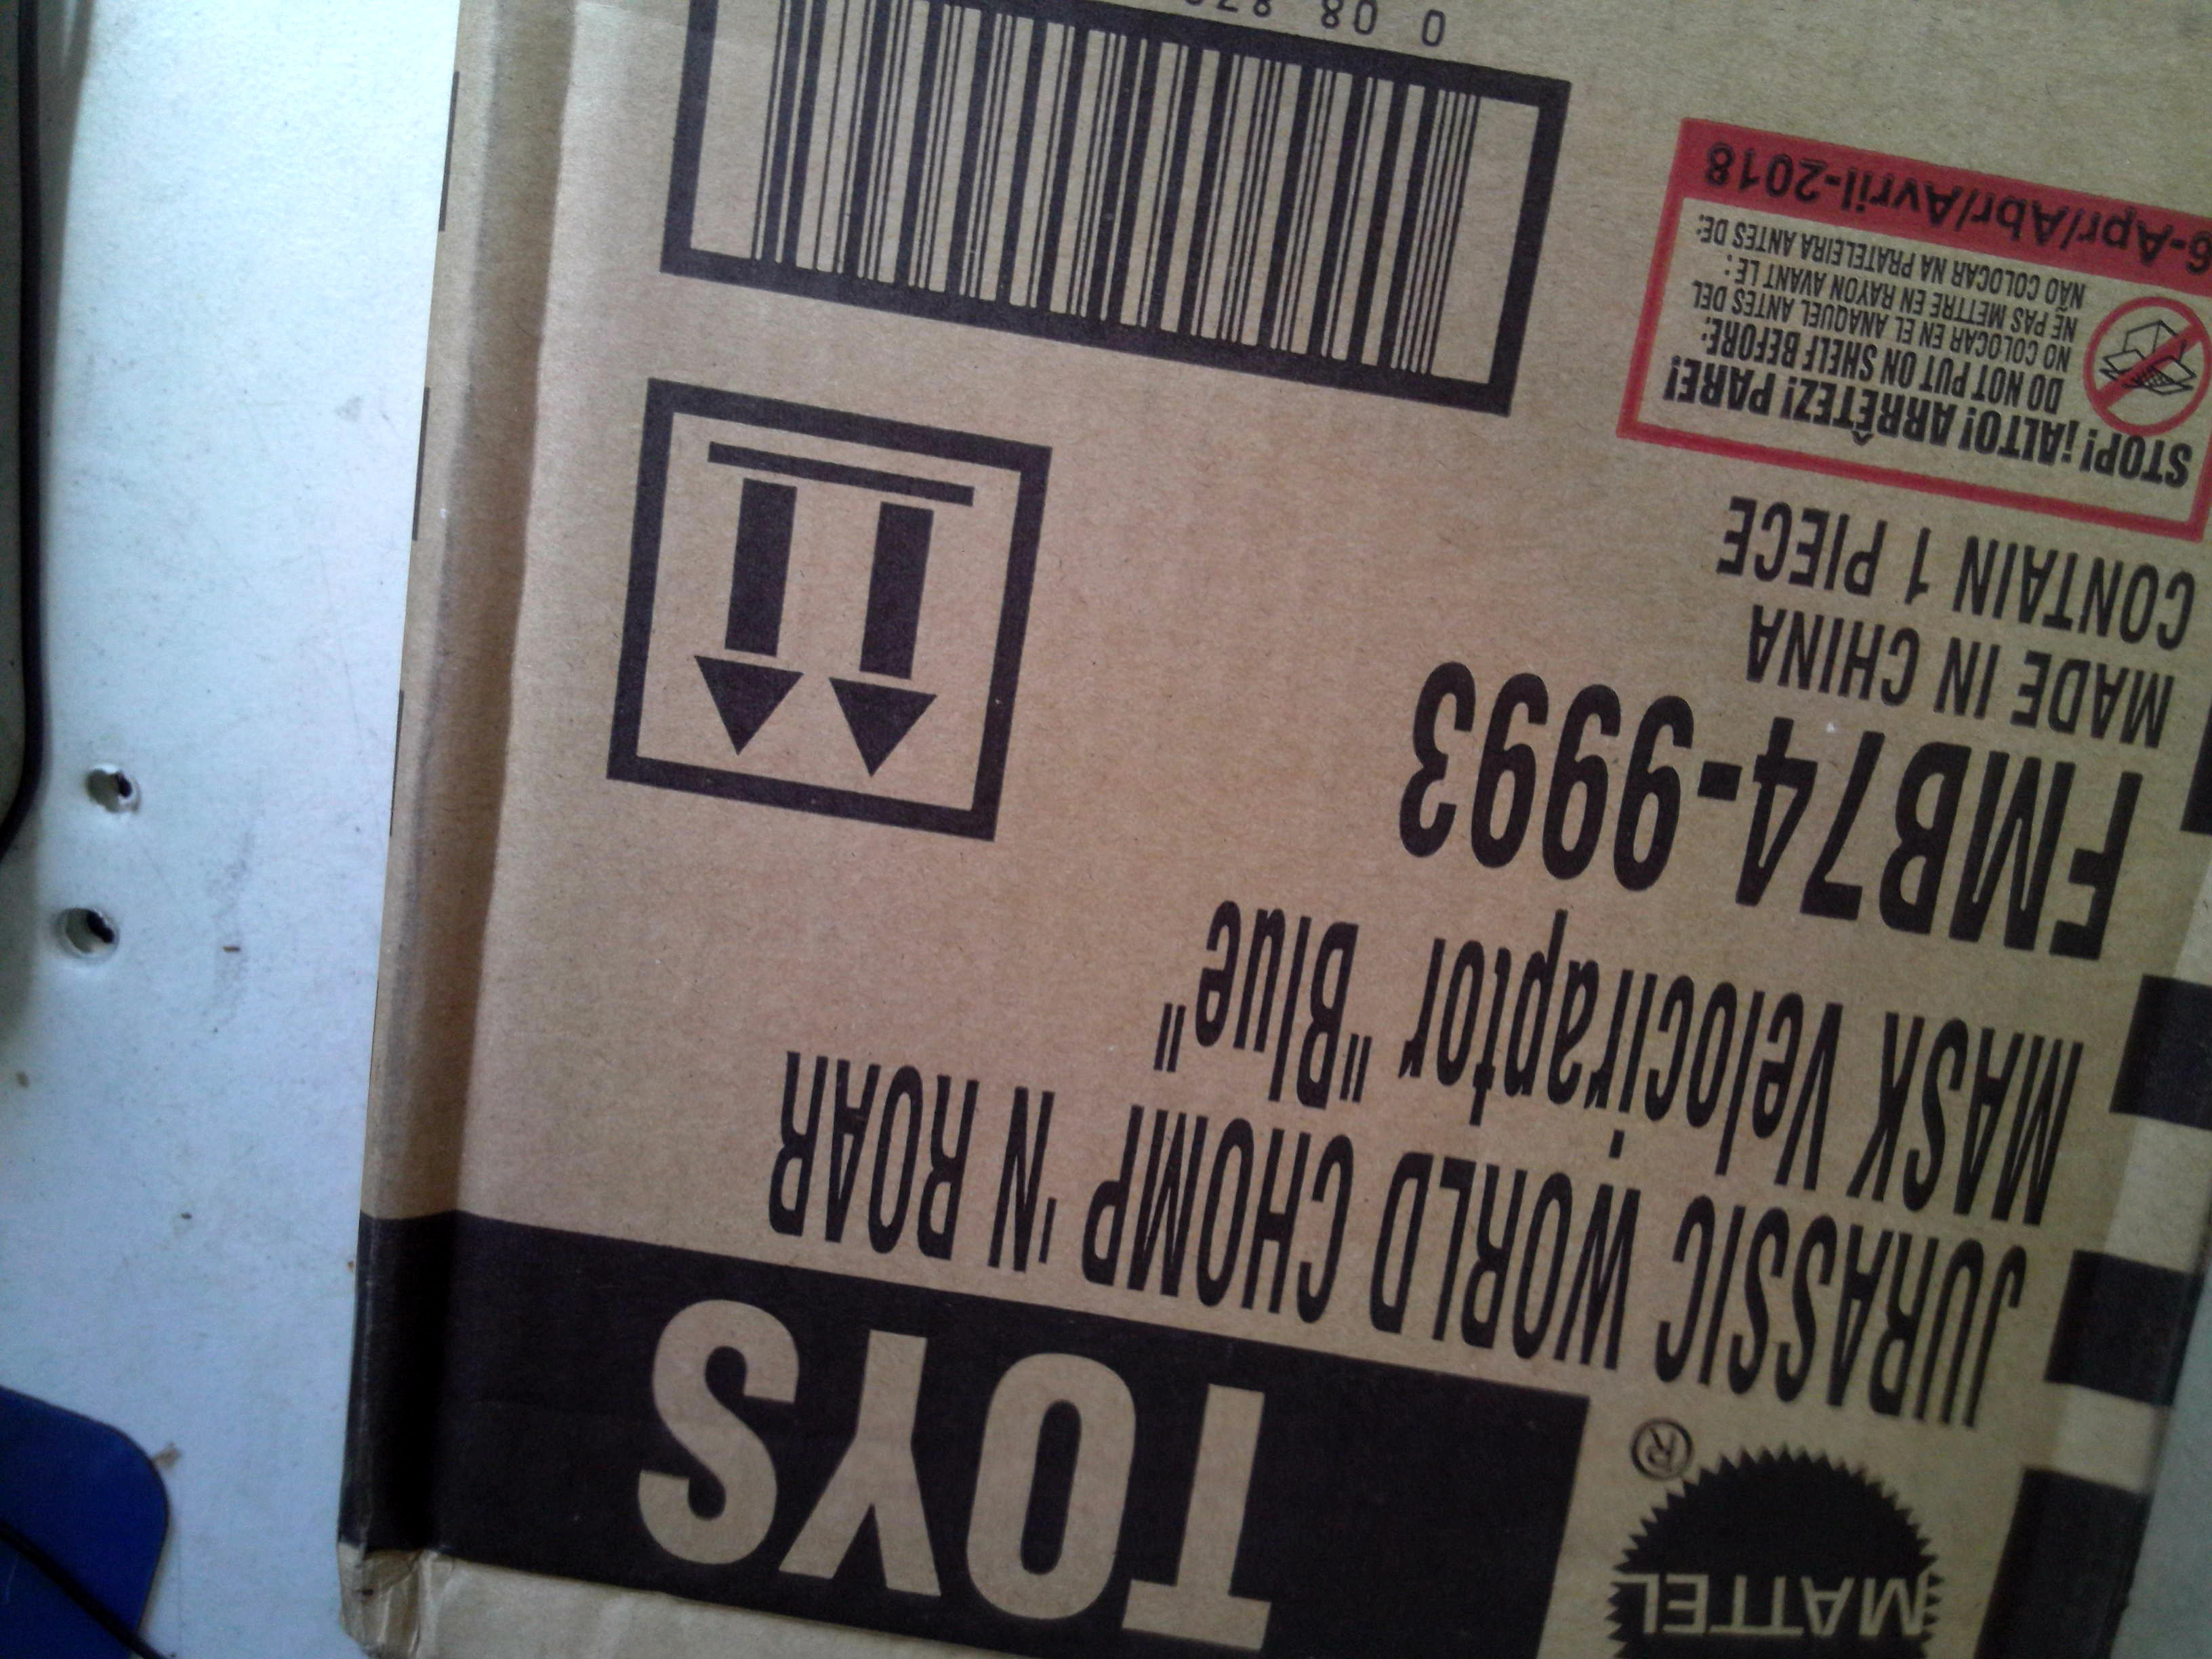 MATTEL
®
TOYS
JURASSIC WORLD CHOMP 'N ROAR
MASK Velociraptor "Blue"
FMB74-9993
MADE IN CHINA
CONTAIN 1 PIECE
STOP! ¡ALTO! ARRÊTEZ! PARE!
DO NOT PUT ON SHELF BEFORE:
NO COLOCAR EN EL ANAQUEL ANTES DEL
NE PAS METTRE EN RAYON AVANT LE :
NÃO COLOCAR NA PRATELEIRA ANTES DE:
6-Apr/Abr/Avril-2018
0 08